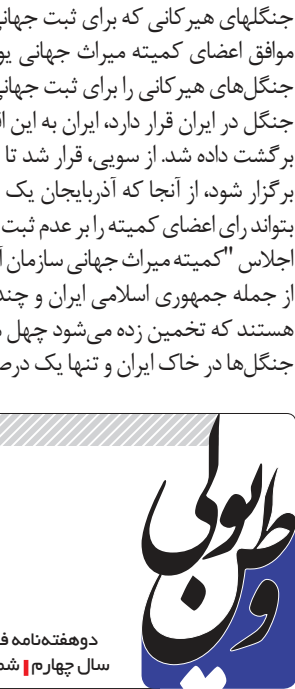 جنگلهای هیرکانی که برای ثبت جهانی
موافق اعضای کمیته میراث جهانی یو
جنگل‌های هیرکانی را برای ثبت جهانی
جنگل در ایران قرار دارد، ایران به این اق
برگشت داده شد. از سویی، قرار شد تا
برگزار شود، از آنجا که آذربایجان یک
بتواند رای اعضای کمیته را بر عدم ثبت
اجلاس "کمیته میراث جهانی سازمان آ
از جمله جمهوری اسلامی ایران و چند
هستند که تخمین زده می‌شود چهل د
جنگل‌ها در خاک ایران و تنها یک درص
وطن یولی
دوهفته‌نامه ف
سال چهارم | شم